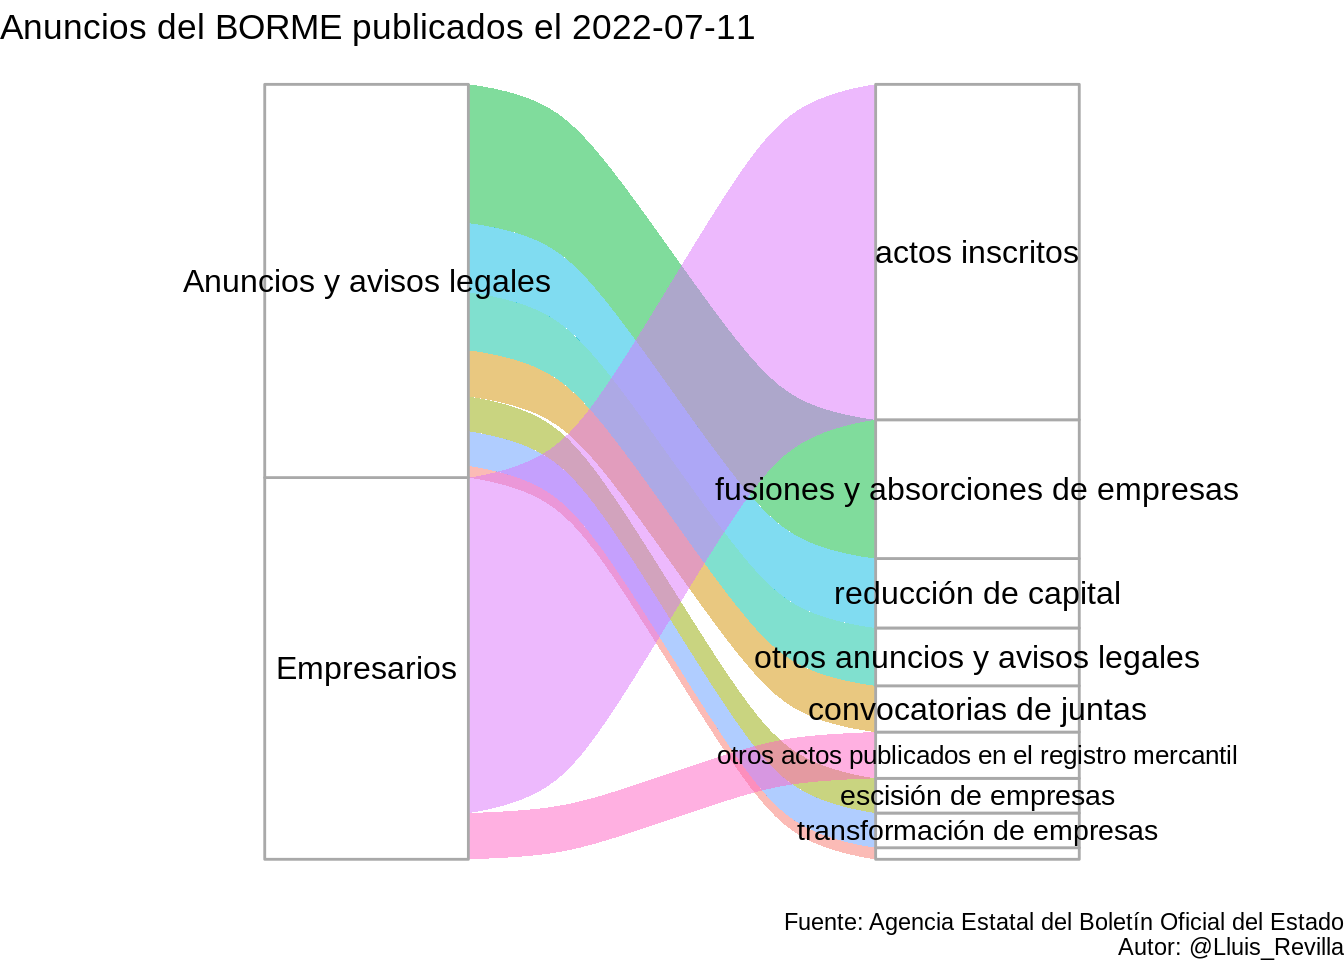 Anuncios del BORME publicados el 2022-07-11
Anuncios y avisos legales
Empresarios
actos inscritos
fusiones y absorciones de empresas
reducción de capital
otros anuncios y avisos legales
convocatorias de juntas
otros actos publicados en el registro mercantil
escisión de empresas
transformación de empresas
Fuente: Agencia Estatal del Boletín Oficial del Estado
Autor: @Lluis_Revilla